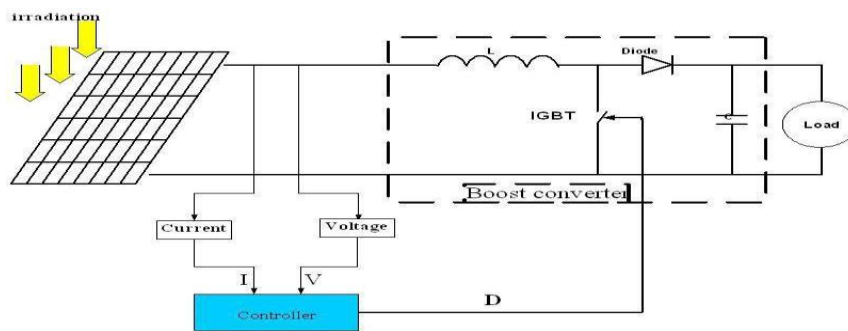 irradiation
L
Diode
IGBT
C
Load
Boost converter
Current
Voltage
I
V
D
Controller